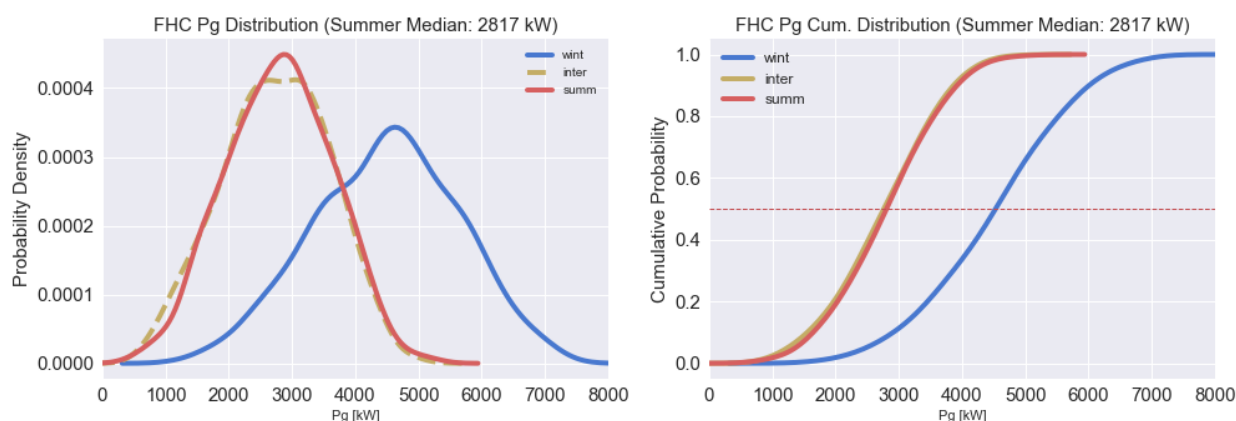 FHC Pg Distribution (Summer Median: 2817 kW)
wint
inter
summ
0.0004
0.0003
0.0002
0.0001
0.0000
Probability Density
0 1000 2000 3000 4000 5000 6000 7000 8000
Pg [kW]
FHC Pg Cum. Distribution (Summer Median: 2817 kW)
wint
inter
summ
1.0
0.8
0.6
0.4
0.2
0.0
Cumulative Probability
0 1000 2000 3000 4000 5000 6000 7000 8000
Pg [kW]